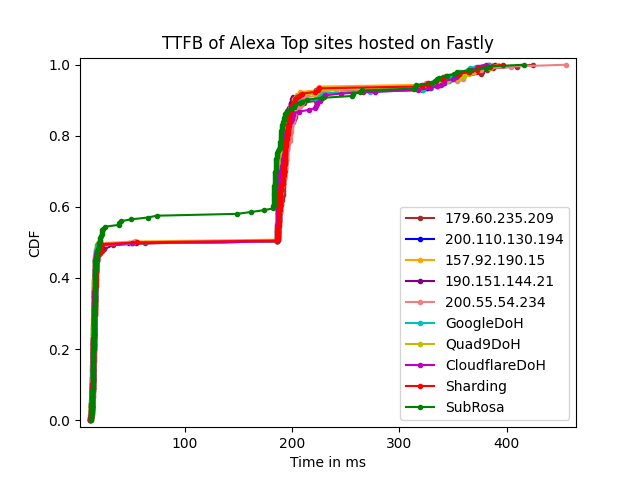 TTFB of Alexa Top sites hosted on Fastly
1.0
0.8
0.6
0.4
0.2
0.0
CDF
179.60.235.209
200.110.130.194
157.92.190.15
190.151.144.21
200.55.54.234
GoogleDoH
Quad9DoH
CloudflareDoH
Sharding
SubRosa
100
200
300
400
Time in ms